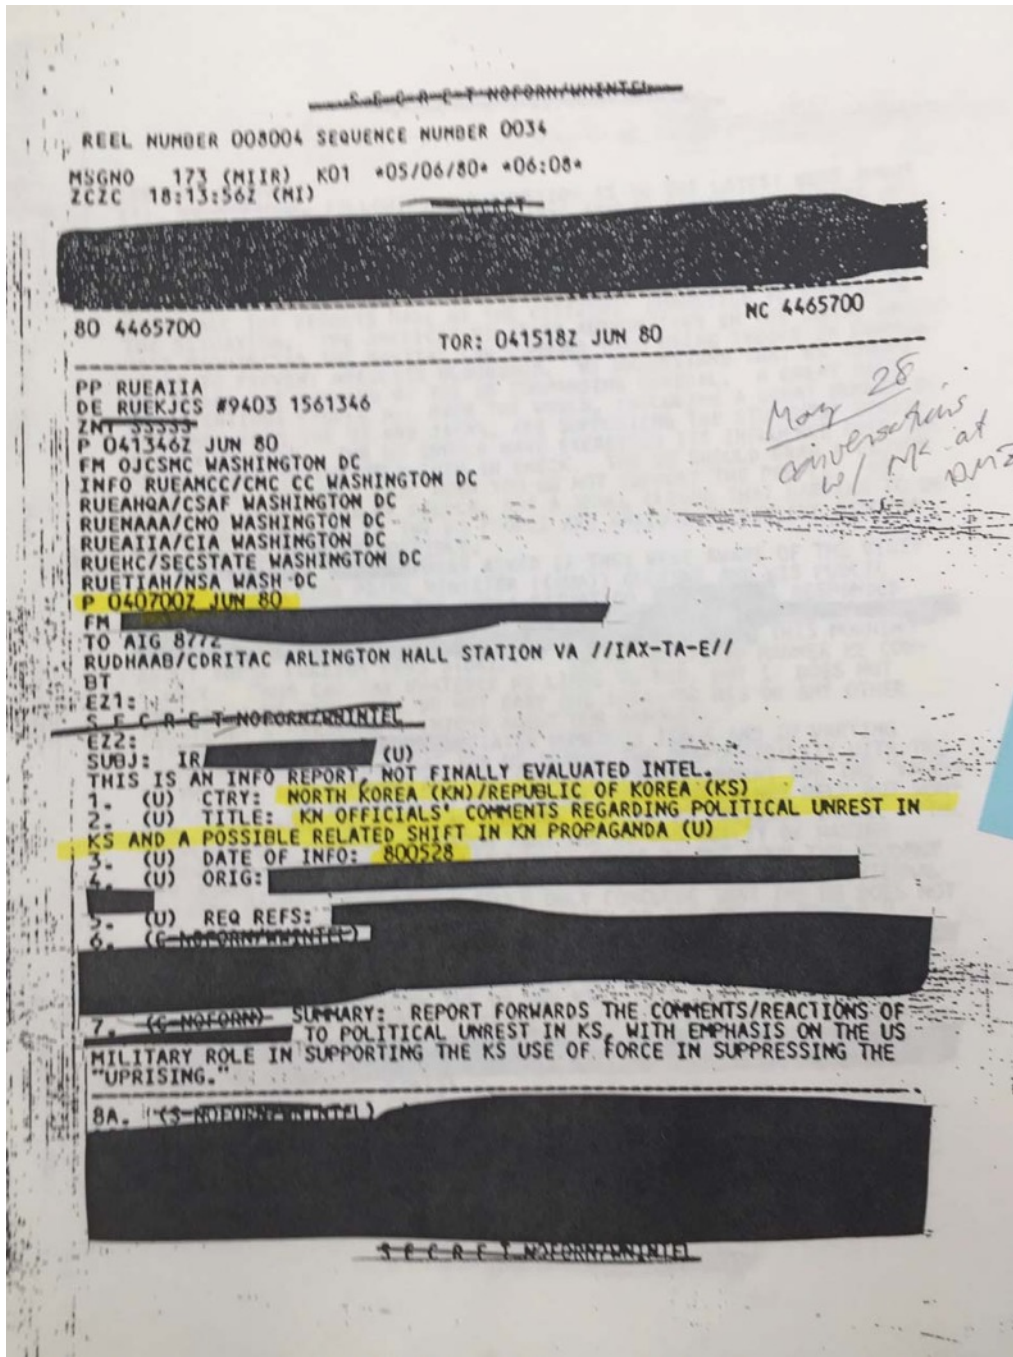 S E C R E T NOFORN/WNINTEL
REEL NUMBER 008004 SEQUENCE NUMBER 0034
MSGNO 173 (MIIR) K01 *05/06/80* *06:08*
ZCZC 18:13:56Z (MI)
SECRET
80 4465700
NC 4465700
TOR: 041518Z JUN 80
PP RUEAIIA
DE RUEKJCS #9403 1561346
ZNY SSSSS
P 041346Z JUN 80
FM OJCSMC WASHINGTON DC
INFO RUEAMCC/CMC CC WASHINGTON DC
RUEAHQA/CSAF WASHINGTON DC
RUENAAA/CNO WASHINGTON DC
RUEAIIA/CIA WASHINGTON DC
RUEHC/SECSTATE WASHINGTON DC
RUETIAH/NSA WASH DC
P 040700Z JUN 80
FM
TO AIG 8772
RUDHAAB/CDRITAC ARLINGTON HALL STATION VA //IAX-TA-E//
BT
EZ1:
S E C R E T NOFORN/WNINTEL
EZ2:
SUBJ: IR (U)
THIS IS AN INFO REPORT, NOT FINALLY EVALUATED INTEL.
1. (U) CTRY: NORTH KOREA (KN)/REPUBLIC OF KOREA (KS)
2. (U) TITLE: KN OFFICIALS' COMMENTS REGARDING POLITICAL UNREST IN
KS AND A POSSIBLE RELATED SHIFT IN KN PROPAGANDA (U)
3. (U) DATE OF INFO: 800528
4. (U) ORIG:
5. (U) REQ REFS:
6. (C-NOFORN/WNINTEL)
7. (C-NOFORN) SUMMARY: REPORT FORWARDS THE COMMENTS/REACTIONS OF
TO POLITICAL UNREST IN KS, WITH EMPHASIS ON THE US
MILITARY ROLE IN SUPPORTING THE KS USE OF FORCE IN SUPPRESSING THE
"UPRISING."
8A. (S-NOFORN/WNINTEL)
S E C R E T NOFORN/WNINTEL
May 28
conversations
w/ NK at
DMZ